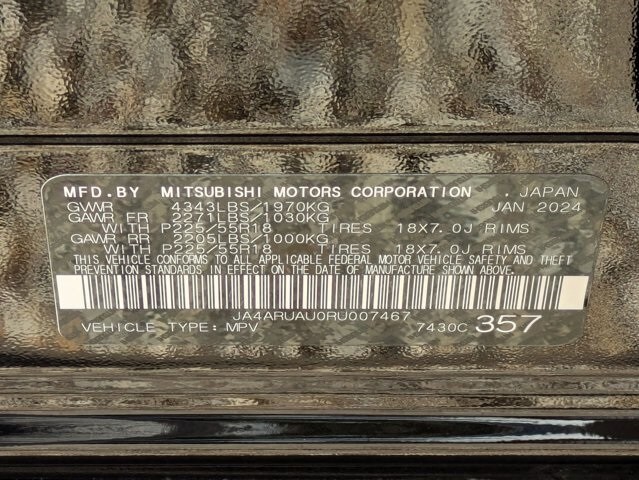 MFD.BY MITSUBISHI MOTORS CORPORATION . JAPAN
GVWR 4343LBS/1970KG JAN 2024
GAWR FR 2271LBS/1030KG
WITH P225/55R18 TIRES 18X7.0J RIMS
GAWR RR 2205LBS/1000KG
WITH P225/55R18 TIRES 18X7.0J RIMS
THIS VEHICLE CONFORMS TO ALL APPLICABLE FEDERAL MOTOR VEHICLE SAFETY AND THEFT
PREVENTION STANDARDS IN EFFECT ON THE DATE OF MANUFACTURE SHOWN ABOVE.
JA4ARUAU0RU007467
VEHICLE TYPE:MPV 7430C 357